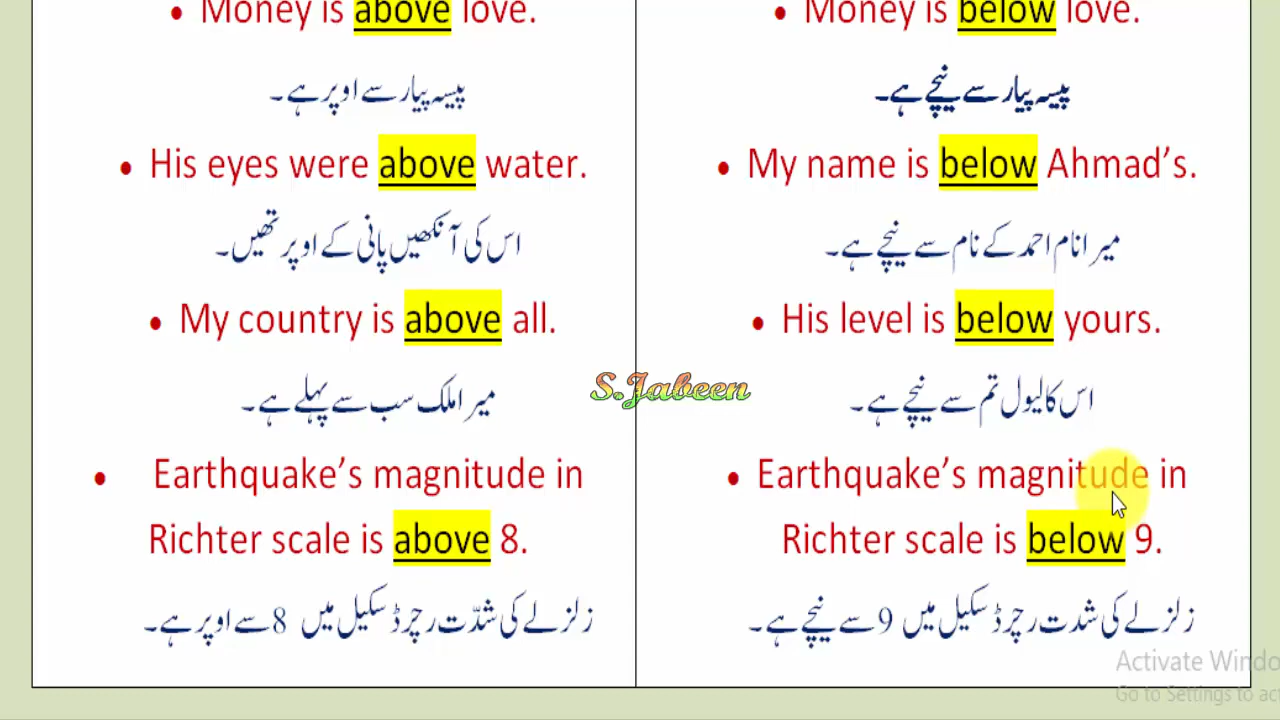 • Money is above love.
پیسہ پیار سے اوپر ہے۔
• His eyes were above water.
اس کی آنکھیں پانی کے اوپر تھیں۔
• My country is above all.
میرا ملک سب سے پہلے ہے۔
• Earthquake’s magnitude in
Richter scale is above 8.
زلزلے کی شدّت رچرڈ سکیل میں 8 سے اوپر ہے۔
• Money is below love.
پیسہ پیار سے نیچے ہے۔
• My name is below Ahmad’s.
میرا نام احمد کے نام سے نیچے ہے۔
• His level is below yours.
اس کا لیول تم سے نیچے ہے۔
• Earthquake’s magnitude in
Richter scale is below 9.
زلزلے کی شدت رچرڈ سکیل میں 9 سے نیچے ہے۔
S.Jabeen
Activate Windo
Go to Settings to act